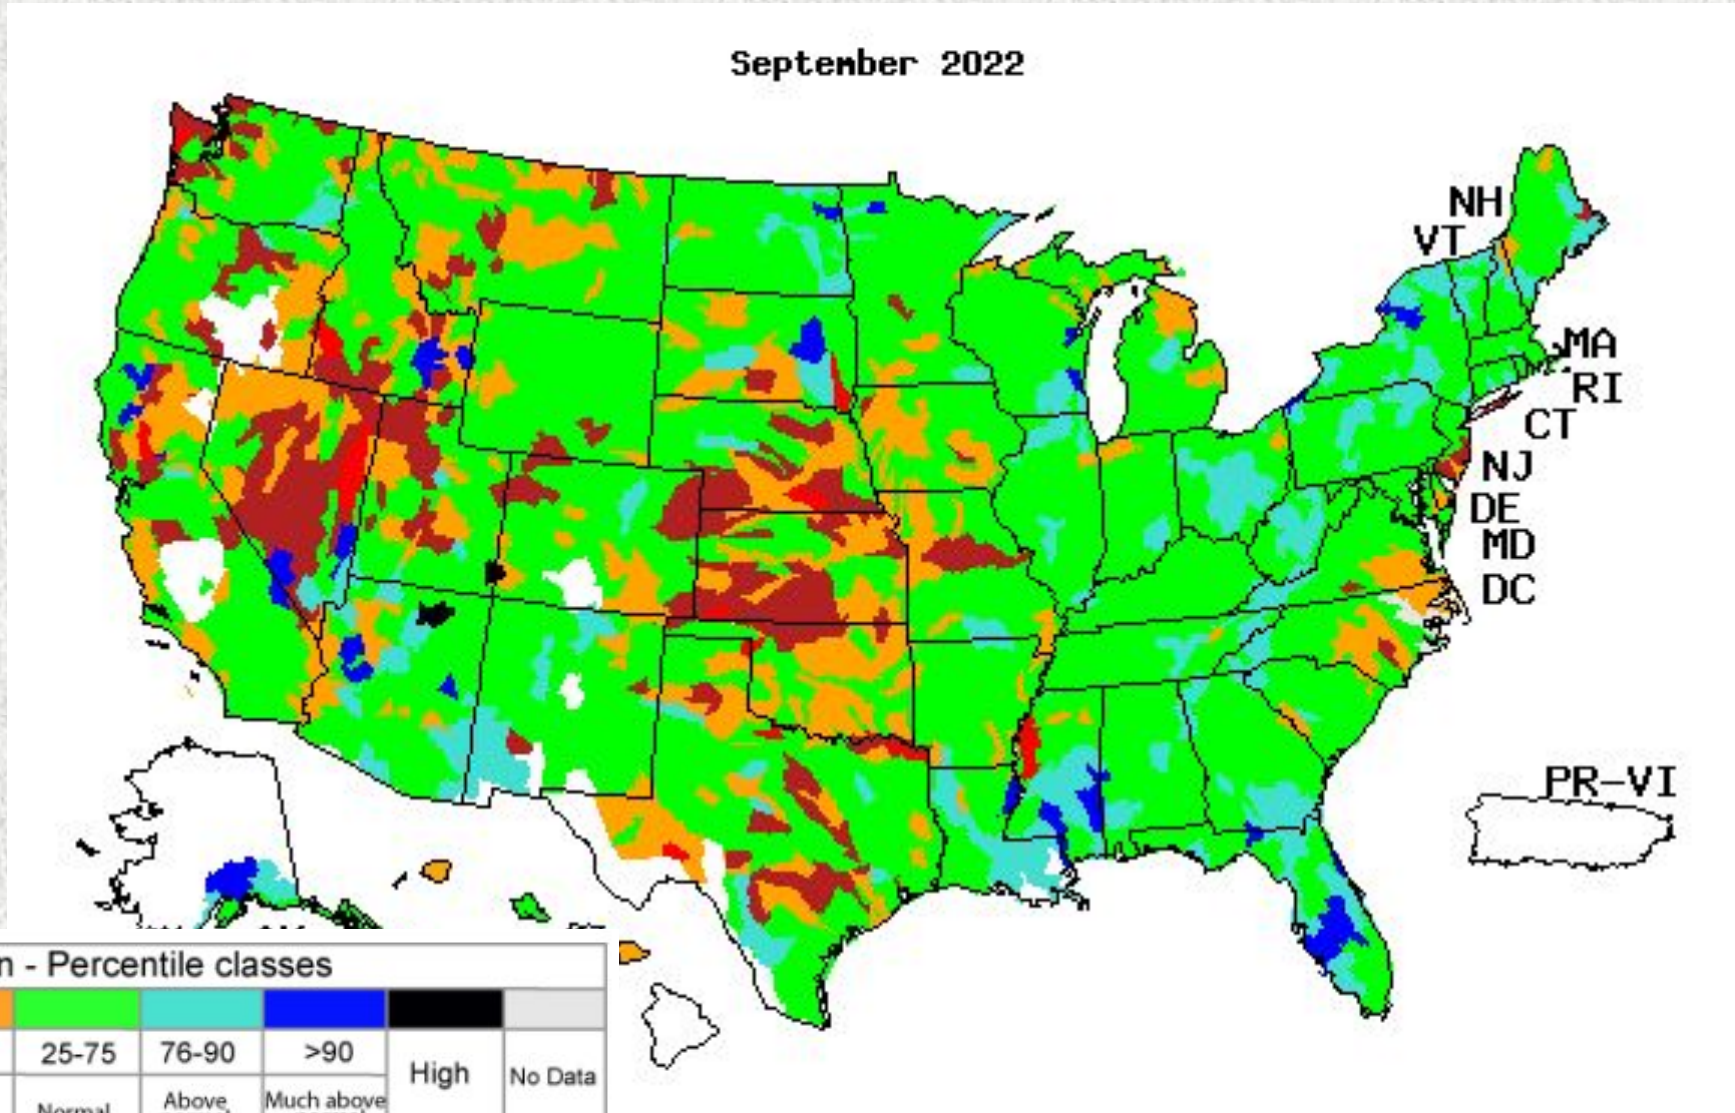 September 2022
NH
VT
MA
RI
CT
NJ
DE
MD
DC
PR-VI
- Percentile classes
25-75
76-90
>90
High
No Data
Normal
Above
Much above